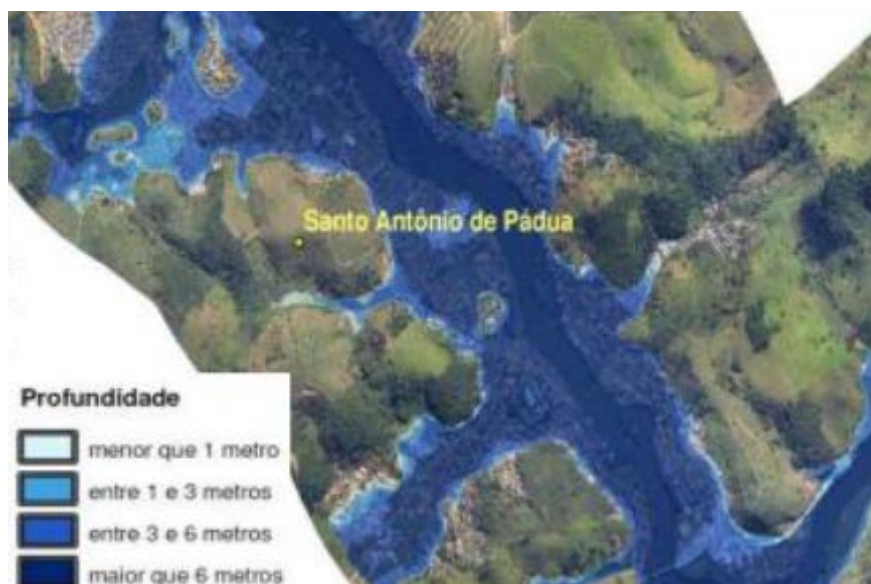 Santo Antônio de Pádua
Profundidade
menor que 1 metro
entre 1 e 3 metros
entre 3 e 6 metros
maior que 6 metros